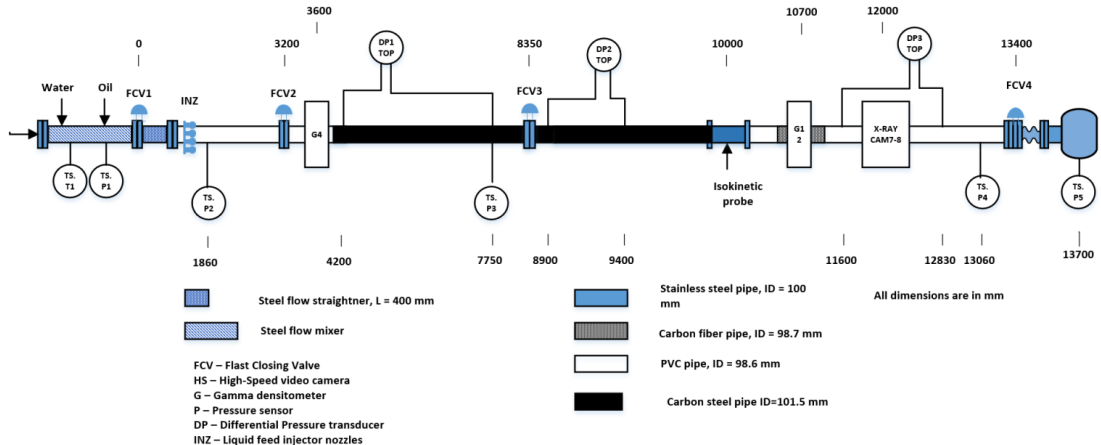 3600
10700
12000
0
3200
8350
10000
13400
DP1
TOP
DP2
TOP
DP3
TOP
Water
Oil
FCV1
INZ
FCV2
FCV3
FCV4
G4
G1
2
X-RAY
CAM7-8
TS.
T1
TS.
P1
TS.
P2
TS.
P3
Isokinetic
probe
TS.
P4
TS.
P5
1860
4200
7750
8900
9400
11600
12830
13060
13700
Steel flow straightner, L = 400 mm
Steel flow mixer
FCV – Flast Closing Valve
HS – High-Speed video camera
G – Gamma densitometer
P – Pressure sensor
DP – Differential Pressure transducer
INZ – Liquid feed injector nozzles
Stainless steel pipe, ID = 100
mm
Carbon fiber pipe, ID = 98.7 mm
PVC pipe, ID = 98.6 mm
Carbon steel pipe ID=101.5 mm
All dimensions are in mm